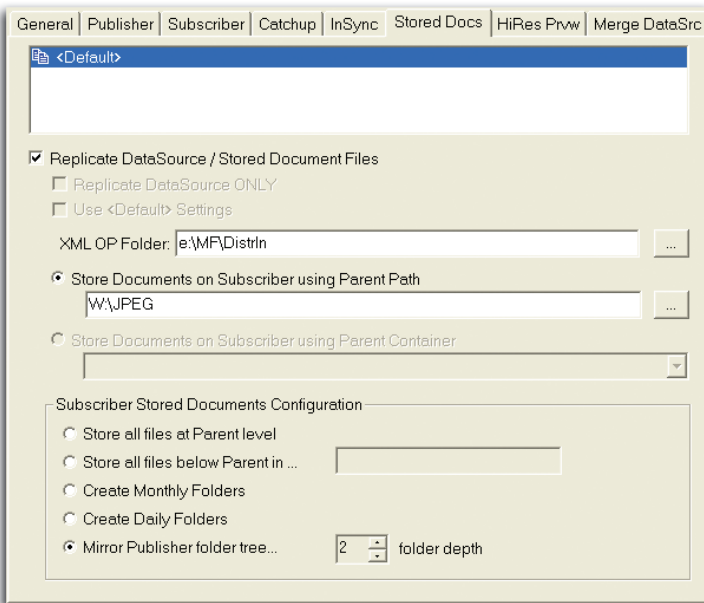 General Publisher Subscriber Catchup InSync Stored Docs HiRes Prvw Merge DataSrc
<Default>
Replicate DataSource / Stored Document Files
Replicate DataSource ONLY
Use <Default> Settings
XML OP Folder: e:\MF\DistrIn ...
Store Documents on Subscriber using Parent Path
W:\JPEG ...
Store Documents on Subscriber using Parent Container
Subscriber Stored Documents Configuration
Store all files at Parent level
Store all files below Parent in ...
Create Monthly Folders
Create Daily Folders
Mirror Publisher folder tree... 2 folder depth